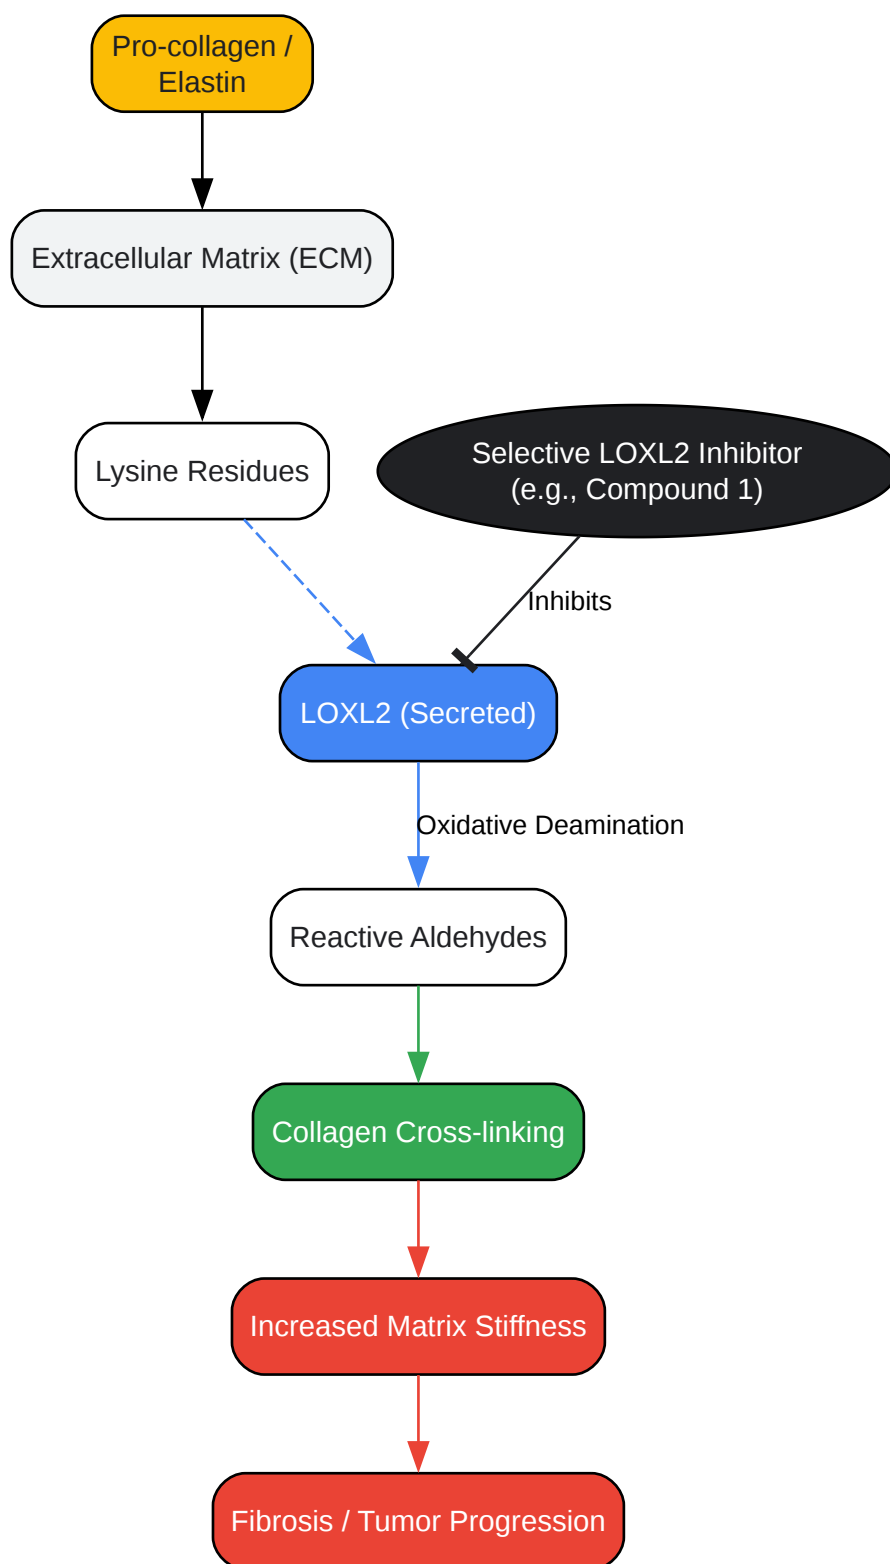 Pro-collagen /
Elastin
Extracellular Matrix (ECM)
Lysine Residues
Selective LOXL2 Inhibitor
(e.g., Compound 1)
Inhibits
LOXL2 (Secreted)
Oxidative Deamination
Reactive Aldehydes
Collagen Cross-linking
Increased Matrix Stiffness
Fibrosis / Tumor Progression